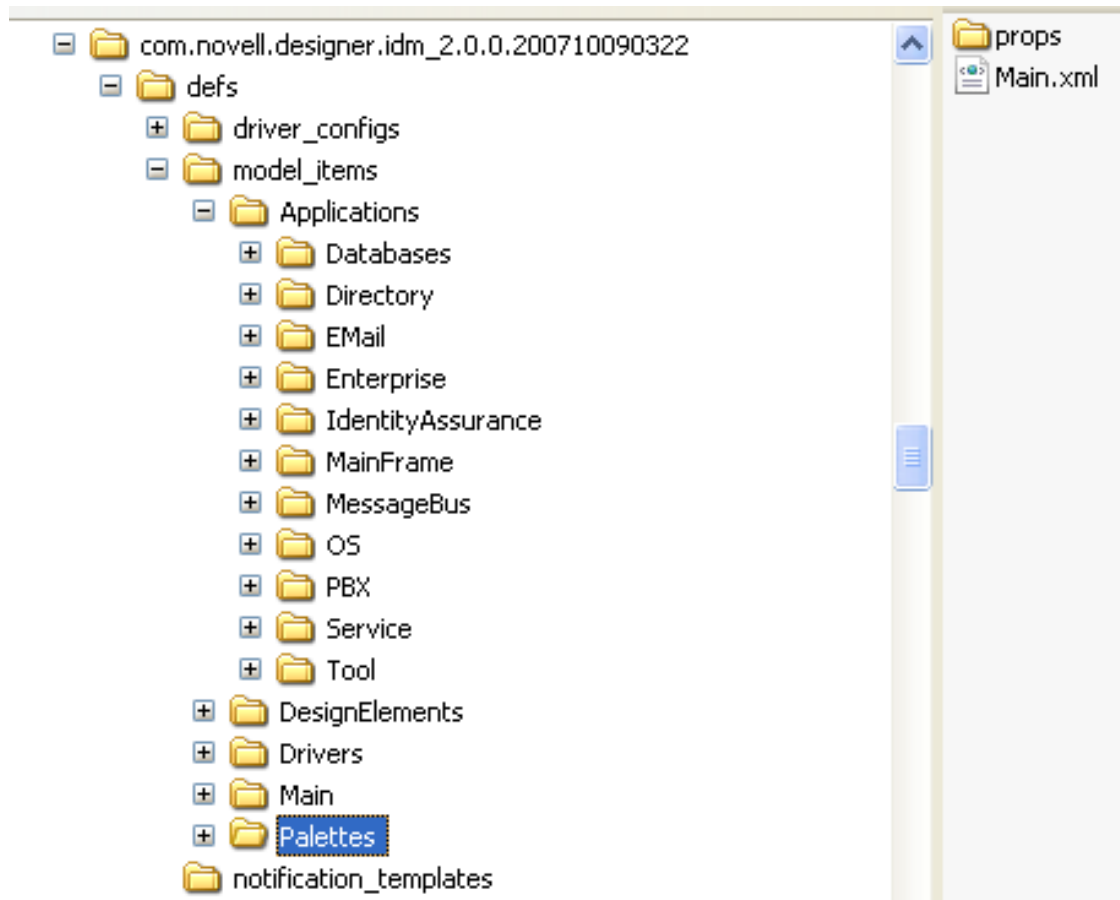 com.novell.designer.idm_2.0.0.200710090322
defs
driver_configs
model_items
Applications
Databases
Directory
EMail
Enterprise
IdentityAssurance
MainFrame
MessageBus
OS
PBX
Service
Tool
DesignElements
Drivers
Main
Palettes
notification_templates
props
Main.xml